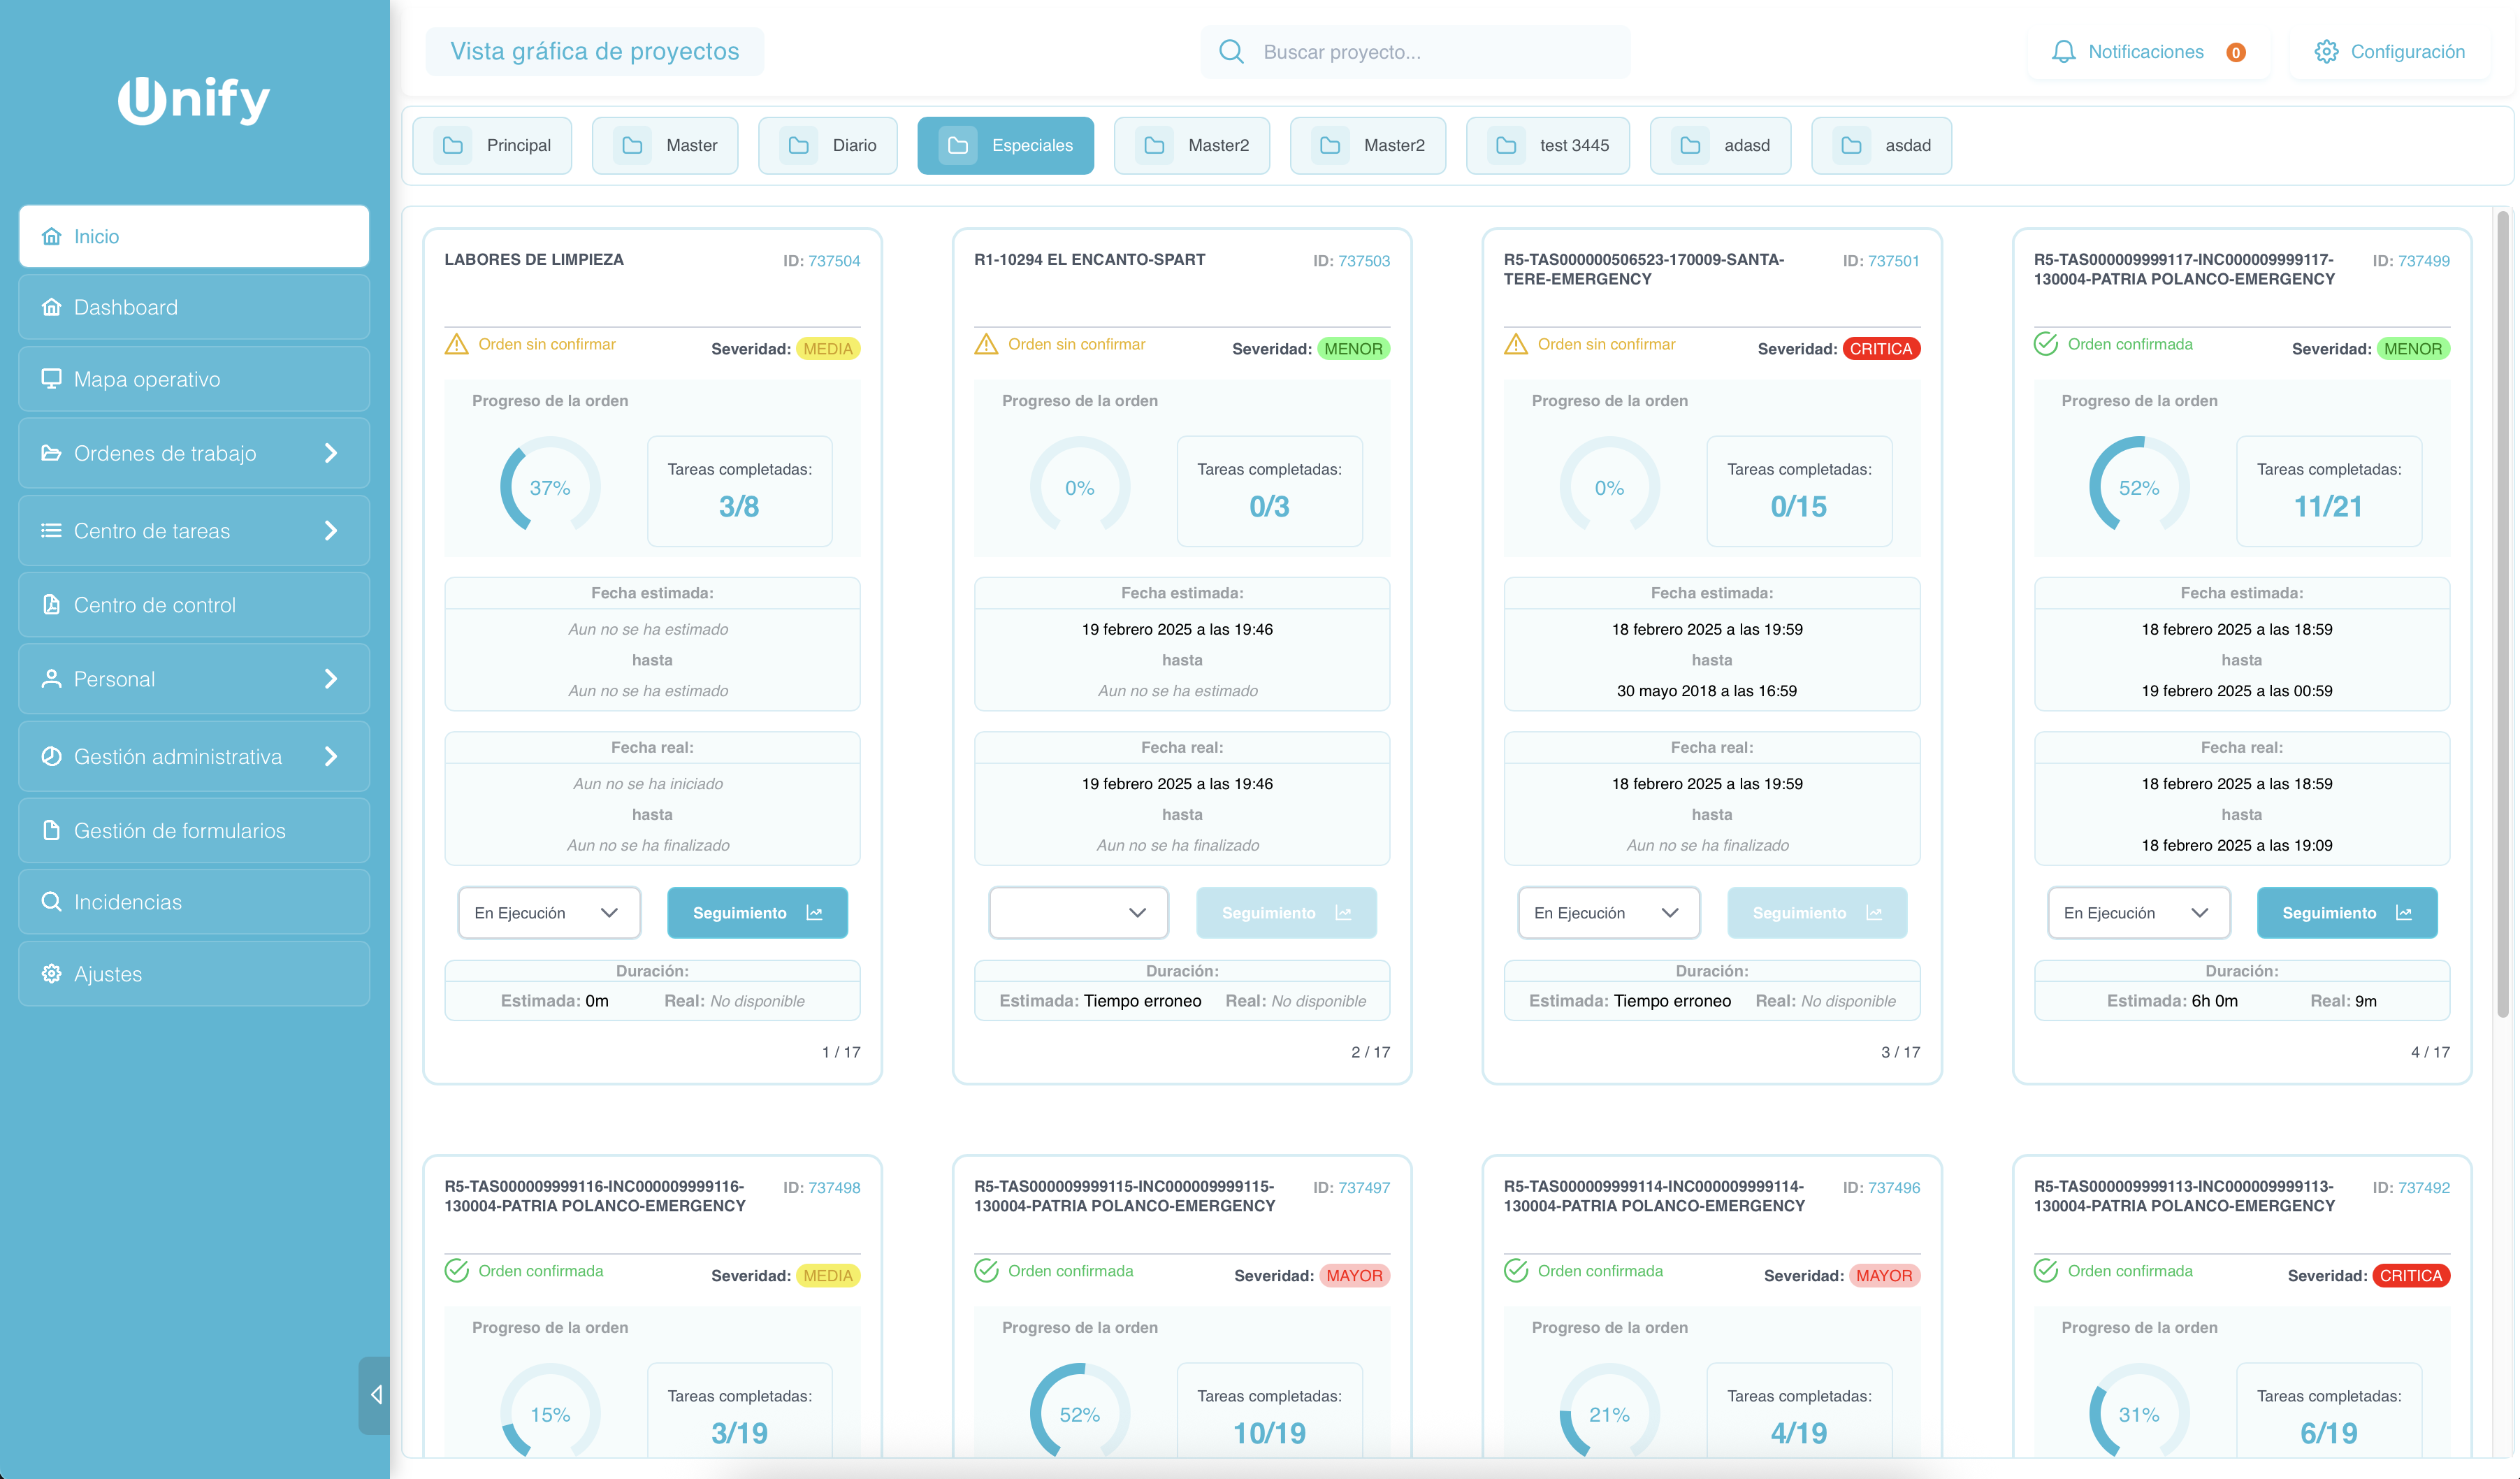 Unify
Inicio
Dashboard
Mapa operativo
Ordenes de trabajo
Centro de tareas
Centro de control
Personal
Gestión administrativa
Gestión de formularios
Incidencias
Ajustes
Vista gráfica de proyectos
Buscar proyecto...
Notificaciones 0
Configuración
Principal
Master
Diario
Especiales
Master2
Master2
test 3445
adasd
asdad
LABORES DE LIMPIEZA
ID: 737504
Orden sin confirmar
Severidad: MEDIA
Progreso de la orden
37%
Tareas completadas:
3/8
Fecha estimada:
Aun no se ha estimado
hasta
Aun no se ha estimado
Fecha real:
Aun no se ha iniciado
hasta
Aun no se ha finalizado
En Ejecución
Seguimiento
Duración:
Estimada: 0m Real: No disponible
1 / 17
R1-10294 EL ENCANTO-SPART
ID: 737503
Orden sin confirmar
Severidad: MENOR
Progreso de la orden
0%
Tareas completadas:
0/3
Fecha estimada:
19 febrero 2025 a las 19:46
hasta
Aun no se ha estimado
Fecha real:
19 febrero 2025 a las 19:46
hasta
Aun no se ha finalizado
Seguimiento
Duración:
Estimada: Tiempo erroneo Real: No disponible
2 / 17
R5-TAS000000506523-170009-SANTA-
TERE-EMERGENCY
ID: 737501
Orden sin confirmar
Severidad: CRITICA
Progreso de la orden
0%
Tareas completadas:
0/15
Fecha estimada:
18 febrero 2025 a las 19:59
hasta
30 mayo 2018 a las 16:59
Fecha real:
18 febrero 2025 a las 19:59
hasta
Aun no se ha finalizado
En Ejecución
Seguimiento
Duración:
Estimada: Tiempo erroneo Real: No disponible
3 / 17
R5-TAS000009999117-INC000009999117-
130004-PATRIA POLANCO-EMERGENCY
ID: 737499
Orden confirmada
Severidad: MENOR
Progreso de la orden
52%
Tareas completadas:
11/21
Fecha estimada:
18 febrero 2025 a las 18:59
hasta
19 febrero 2025 a las 00:59
Fecha real:
18 febrero 2025 a las 18:59
hasta
18 febrero 2025 a las 19:09
En Ejecución
Seguimiento
Duración:
Estimada: 6h 0m Real: 9m
4 / 17
R5-TAS000009999116-INC000009999116-
130004-PATRIA POLANCO-EMERGENCY
ID: 737498
Orden confirmada
Severidad: MEDIA
Progreso de la orden
15%
Tareas completadas:
3/19
R5-TAS000009999115-INC000009999115-
130004-PATRIA POLANCO-EMERGENCY
ID: 737497
Orden confirmada
Severidad: MAYOR
Progreso de la orden
52%
Tareas completadas:
10/19
R5-TAS000009999114-INC000009999114-
130004-PATRIA POLANCO-EMERGENCY
ID: 737496
Orden confirmada
Severidad: MAYOR
Progreso de la orden
21%
Tareas completadas:
4/19
R5-TAS000009999113-INC000009999113-
130004-PATRIA POLANCO-EMERGENCY
ID: 737492
Orden confirmada
Severidad: CRITICA
Progreso de la orden
31%
Tareas completadas:
6/19